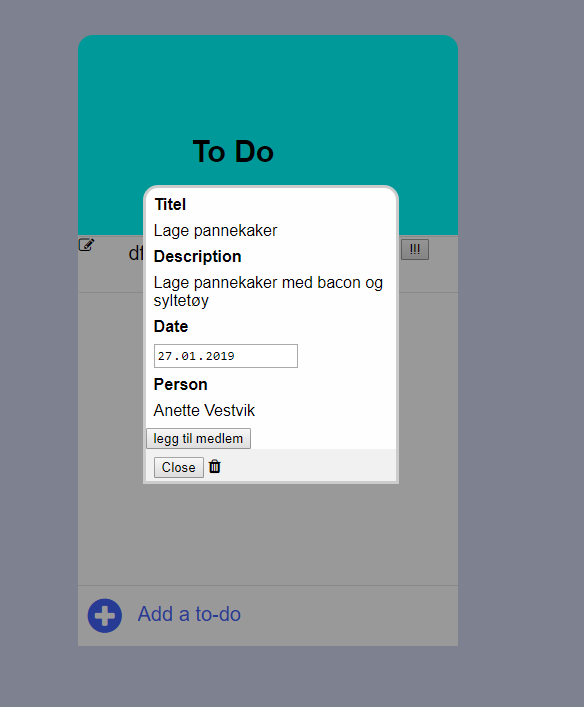 To Do
Titel
Lage pannekaker
!!!
Description
Lage pannekaker med bacon og
syltetøy
Date
27.01.2019
Person
Anette Vestvik
legg til medlem
Close
Add a to-do